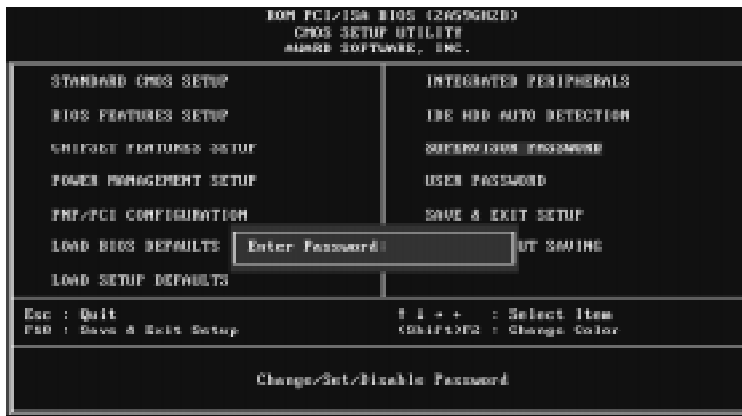 ROM PCI/ISA BIOS (2A59GHZB)
CMOS SETUP UTILITY
AWARD SOFTWARE, INC.
STANDARD CMOS SETUP
BIOS FEATURES SETUP
CHIPSET FEATURES SETUP
POWER MANAGEMENT SETUP
PNP/PCI CONFIGURATION
LOAD BIOS DEFAULTS
LOAD SETUP DEFAULTS
INTEGRATED PERIPHERALS
IDE HDD AUTO DETECTION
SUPERVISOR PASSWORD
USER PASSWORD
SAVE & EXIT SETUP
UT SAVING
Enter Password:
Esc : Quit
F10 : Save & Exit Setup
↑ ↓ → ← : Select Item
(Shift)F2 : Change Color
Change/Set/Disable Password